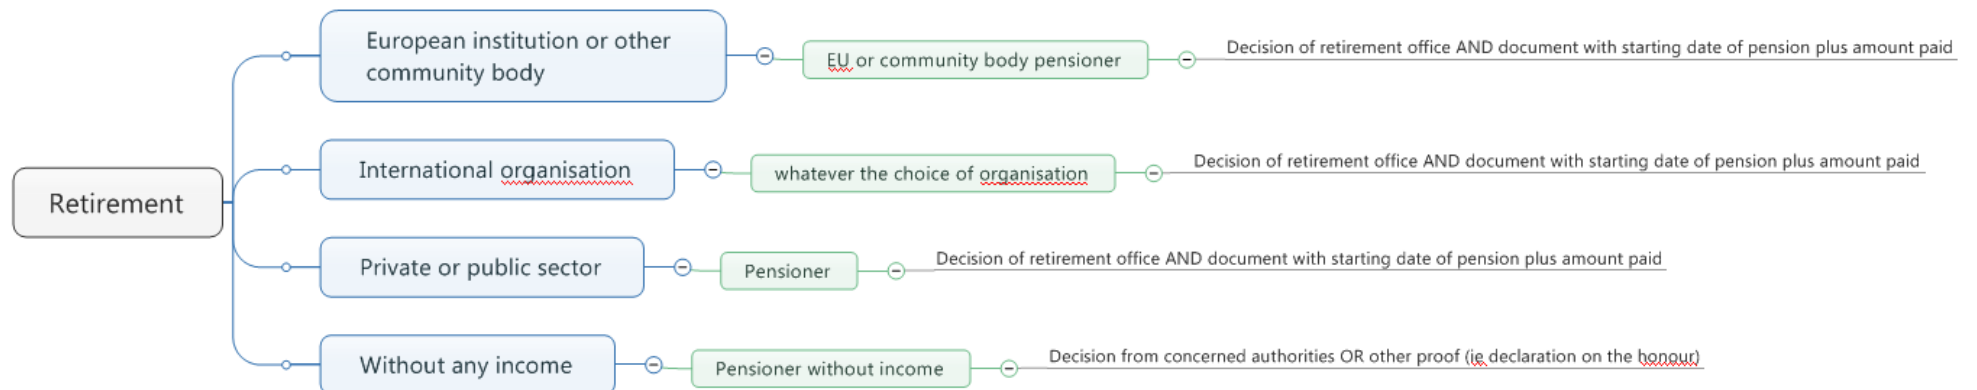 Retirement
European institution or other
community body
EU or community body pensioner
Decision of retirement office AND document with starting date of pension plus amount paid
International organisation
whatever the choice of organisation
Decision of retirement office AND document with starting date of pension plus amount paid
Private or public sector
Pensioner
Decision of retirement office AND document with starting date of pension plus amount paid
Without any income
Pensioner without income
Decision from concerned authorities OR other proof (ie declaration on the honour)